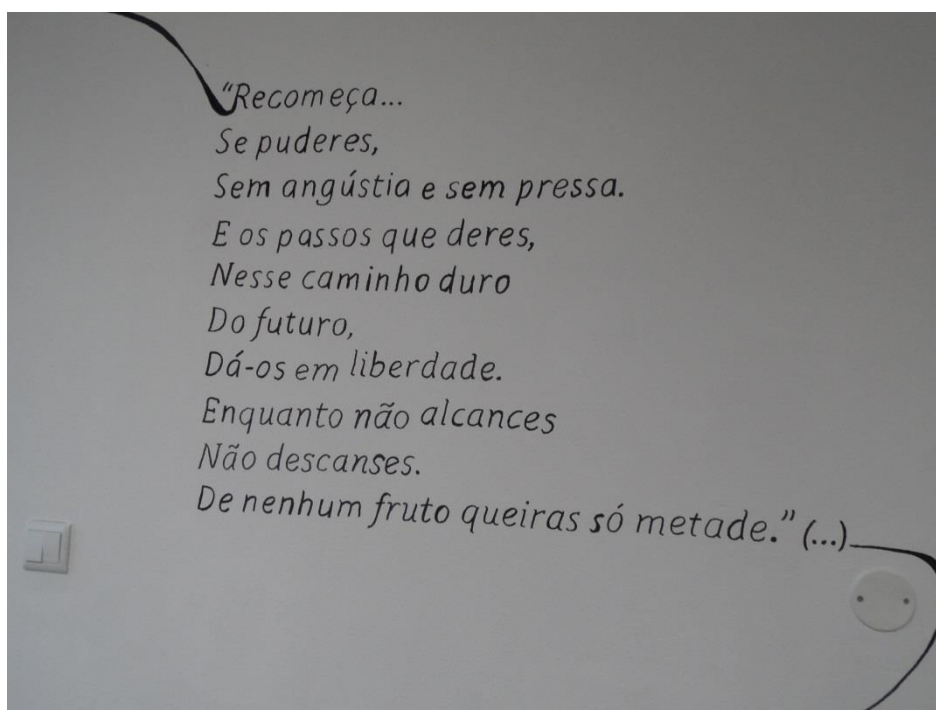 “Recomeça...
Se puderes,
Sem angústia e sem pressa.
E os passos que deres,
Nesse caminho duro
Do futuro,
Dá-os em liberdade.
Enquanto não alcances
Não descanses.
De nenhum fruto queiras só metade.” (...)